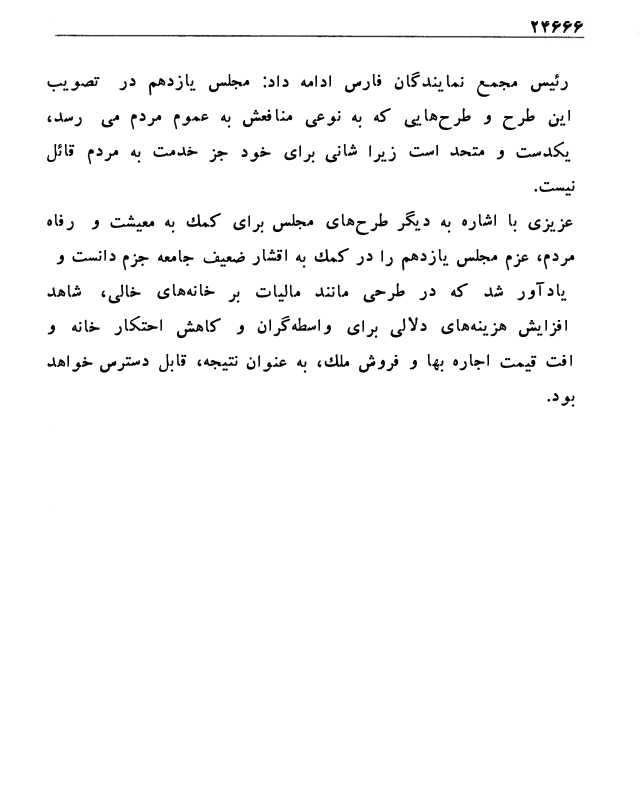 ۲۴۶۶۶
رئیس مجمع نمایندگان فارس ادامه داد: مجلس یازدهم در تصویب
این طرح و طرح‌هایی که به نوعی منافعش به عموم مردم می رسد،
یکدست و متحد است زیرا شانی برای خود جز خدمت به مردم قائل
نیست.
عزیزی با اشاره به دیگر طرح‌های مجلس برای کمک به معیشت و رفاه
مردم، عزم مجلس یازدهم را در کمک به اقشار ضعیف جامعه جزم دانست و
یادآور شد که در طرحی مانند مالیات بر خانه‌های خالی، شاهد
افزایش هزینه‌های دلالی برای واسطه‌گران و کاهش احتکار خانه و
افت قیمت اجاره بها و فروش ملک، به عنوان نتیجه، قابل دسترس خواهد
بود.